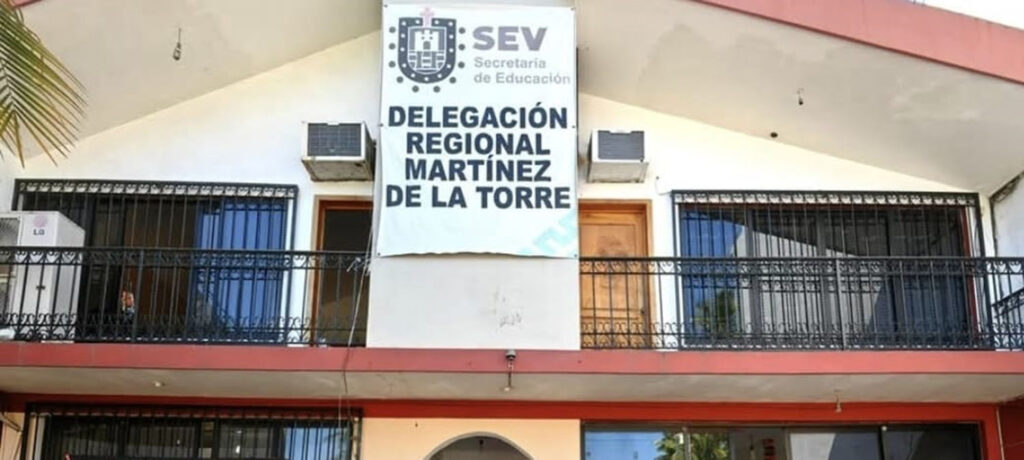 SEV
Secretaría
de Educación
DELEGACIÓN
REGIONAL
MARTÍNEZ
DE LA TORRE
LG